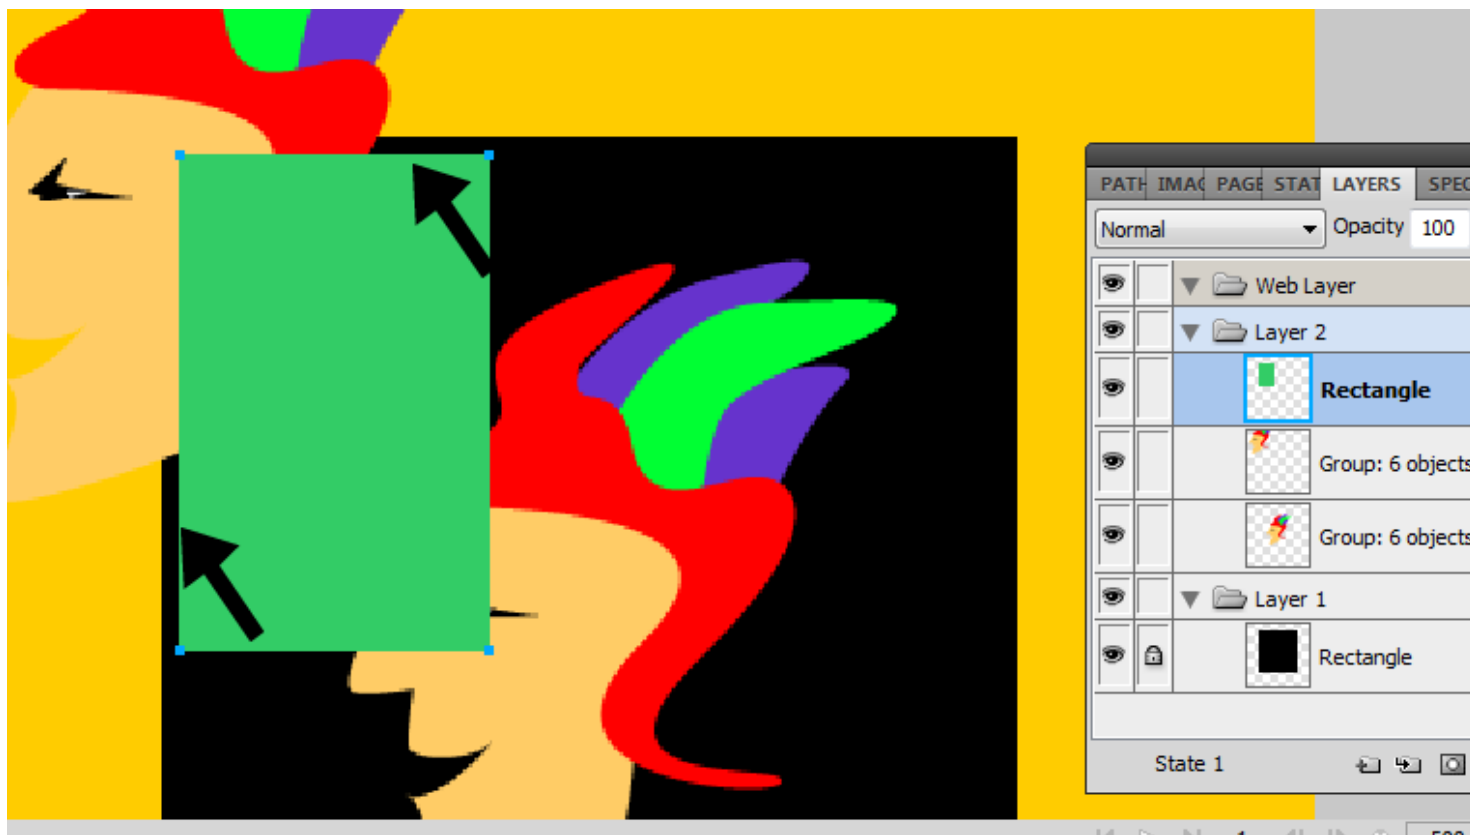 PATH IMAG PAGE STAT LAYERS SPEC
Normal Opacity 100
Web Layer
Layer 2
Rectangle
Group: 6 objects
Group: 6 objects
Layer 1
Rectangle
State 1